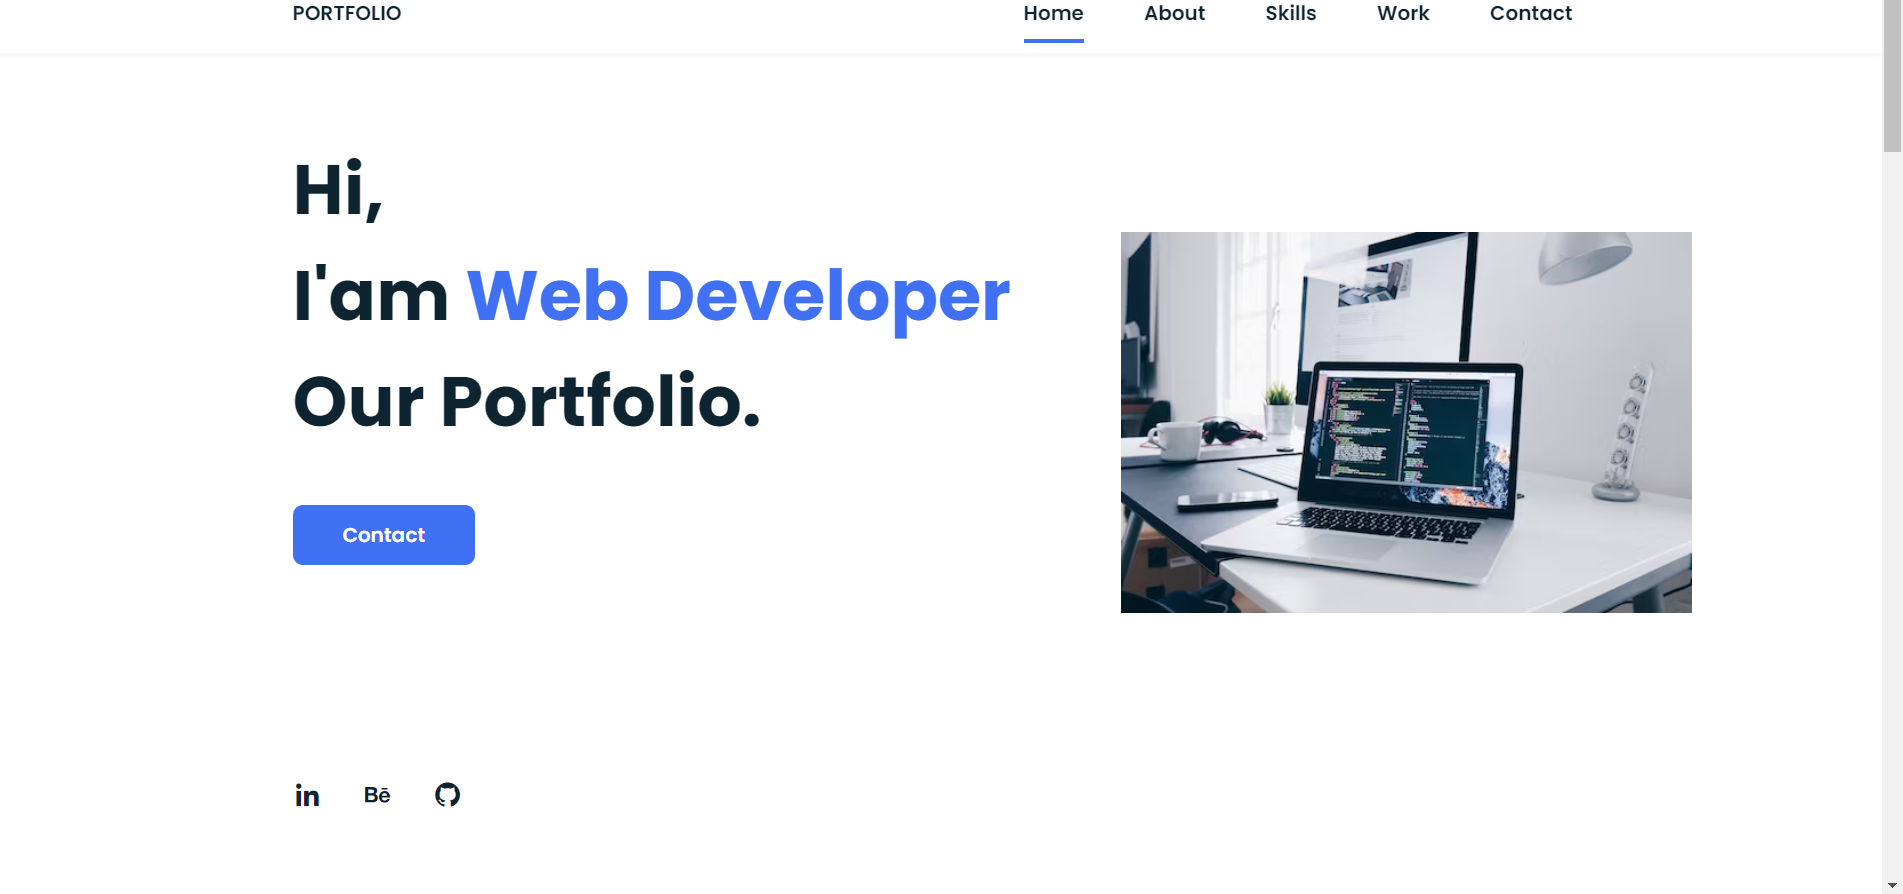 PORTFOLIO
Home About Skills Work Contact
Hi,
I'am Web Developer
Our Portfolio.
Contact
in Bē